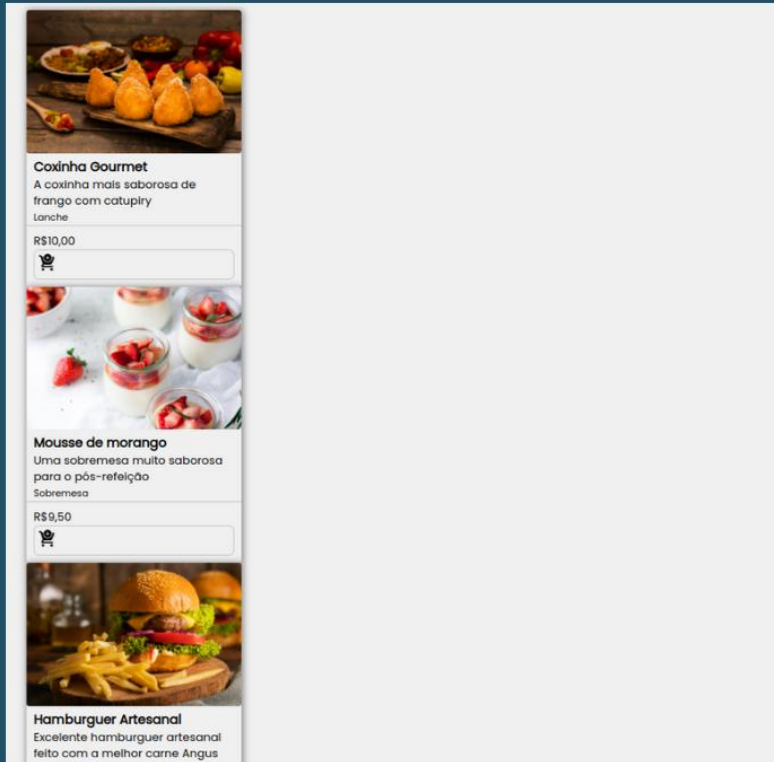 Coxinha Gourmet
A coxinha mais saborosa de
frango com catupiry
Lanche
R$10,00
Mousse de morango
Uma sobremesa muito saborosa
para o pós-refeição
Sobremesa
R$9,50
Hamburguer Artesanal
Excelente hamburguer artesanal
feito com a melhor carne Angus